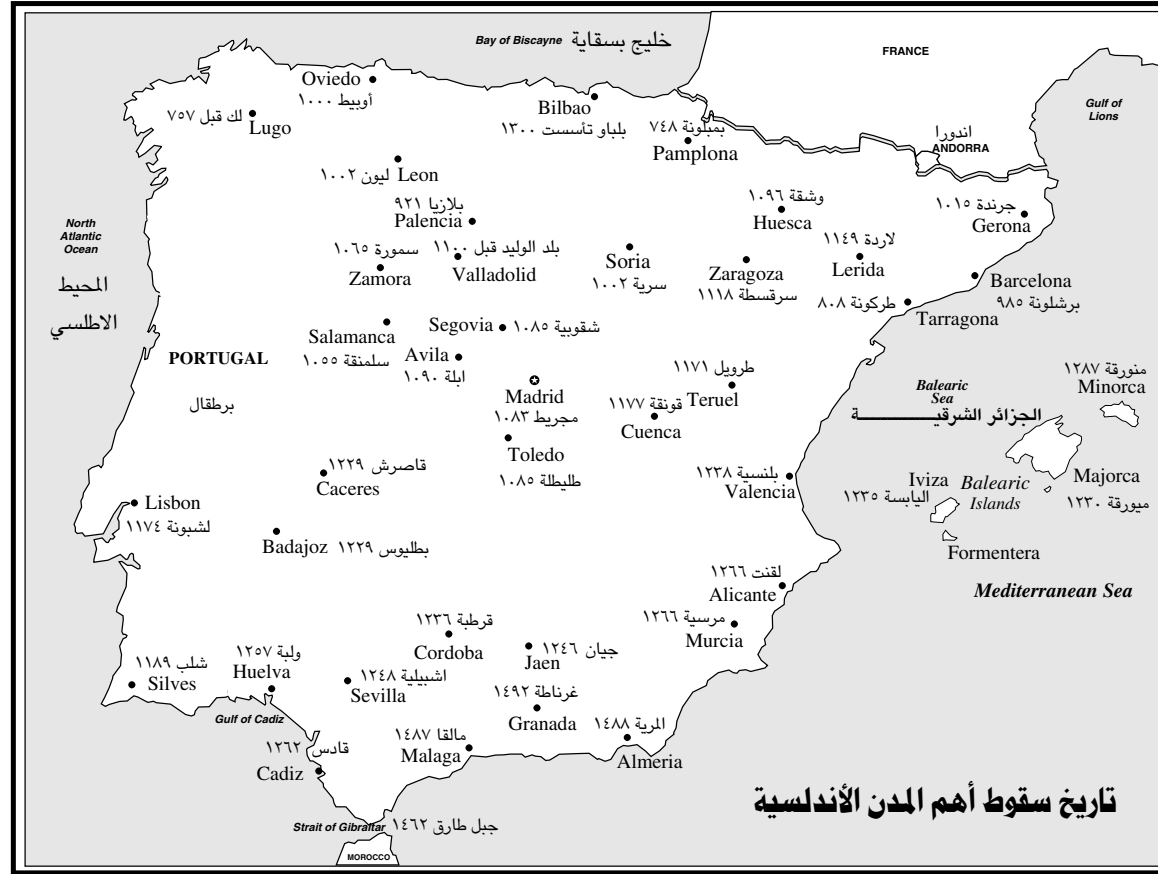 Bay of Biscayne خليج بسقاية
FRANCE
Gulf of
Lions
Oviedo
أوبيط ١٠٠٠
لك قبل ٧٥٧
Lugo
Bilbao
بلباو تأسست ١٣٠٠
بمبلونة ٧٤٨
Pamplona
اندورا
ANDORRA
ليون ١٠٠٢
Leon
بلازيا ٩٢١
Palencia
وشقة ١٠٩٦
Huesca
جرندة ١٠١٥
Gerona
North
Atlantic
Ocean
المحيط
الاطلسي
سمورة ١٠٦٥
Zamora
بلد الوليد قبل ١١٠٠
Valladolid
Soria
سرية ١٠٠٢
Zaragoza
سرقسطة ١١١٨
لاردة ١١٤٩
Lerida
Barcelona
برشلونة ٩٨٥
طركونة ٨٠٨
Tarragona
Salamanca
سلمنقة ١٠٥٥
Segovia شقوبية ١٠٨٥
Avila
ابلة ١٠٩٠
PORTUGAL
برطقال
Madrid
مجريط ١٠٨٣
طرويل ١١٧١
Teruel
قونقة ١١٧٧
Cuenca
Balearic
Sea
الجزائر الشرقيـــــــــــة
منورقة ١٢٨٧
Minorca
Toledo
طليطلة ١٠٨٥
قاصرش ١٢٢٩
Caceres
بلنسية ١٢٣٨
Valencia
Iviza
اليابسة ١٢٣٥
Balearic
Islands
Majorca
ميورقة ١٢٣٠
Lisbon
لشبونة ١١٧٤
Badajoz بطليوس ١٢٢٩
Formentera
لقنت ١٢٦٦
Alicante
Mediterranean Sea
مرسية ١٢٦٦
Murcia
قرطبة ١٢٣٦
Cordoba
جيان ١٢٤٦
Jaen
شلب ١١٨٩
Silves
ولبة ١٢٥٧
Huelva
اشبيلية ١٢٤٨
Sevilla
غرناطة ١٤٩٢
Granada
Gulf of Cadiz
قادس ١٢٦٢
Cadiz
مالقا ١٤٨٧
Malaga
المرية ١٤٨٨
Almeria
تاريخ سقوط أهم المدن الأندلسية
Strait of Gibraltar جبل طارق ١٤٦٢
MOROCCO